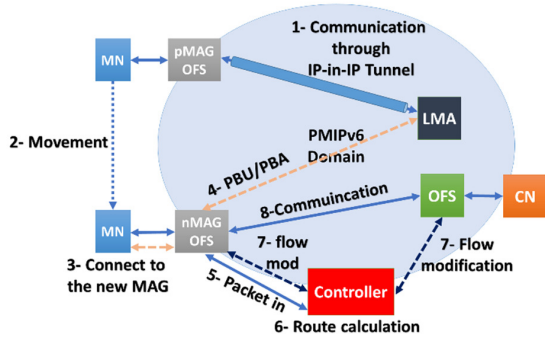 1- Communication
through
IP-in-IP Tunnel
MN
pMAG
OFS
LMA
2- Movement
PMIPv6
Domain
4- PBU/PBA
8-Commuincation
OFS
CN
MN
nMAG
OFS
7- flow
mod
7- Flow
modification
3- Connect to
the new MAG
5- Packet in
Controller
6- Route calculation